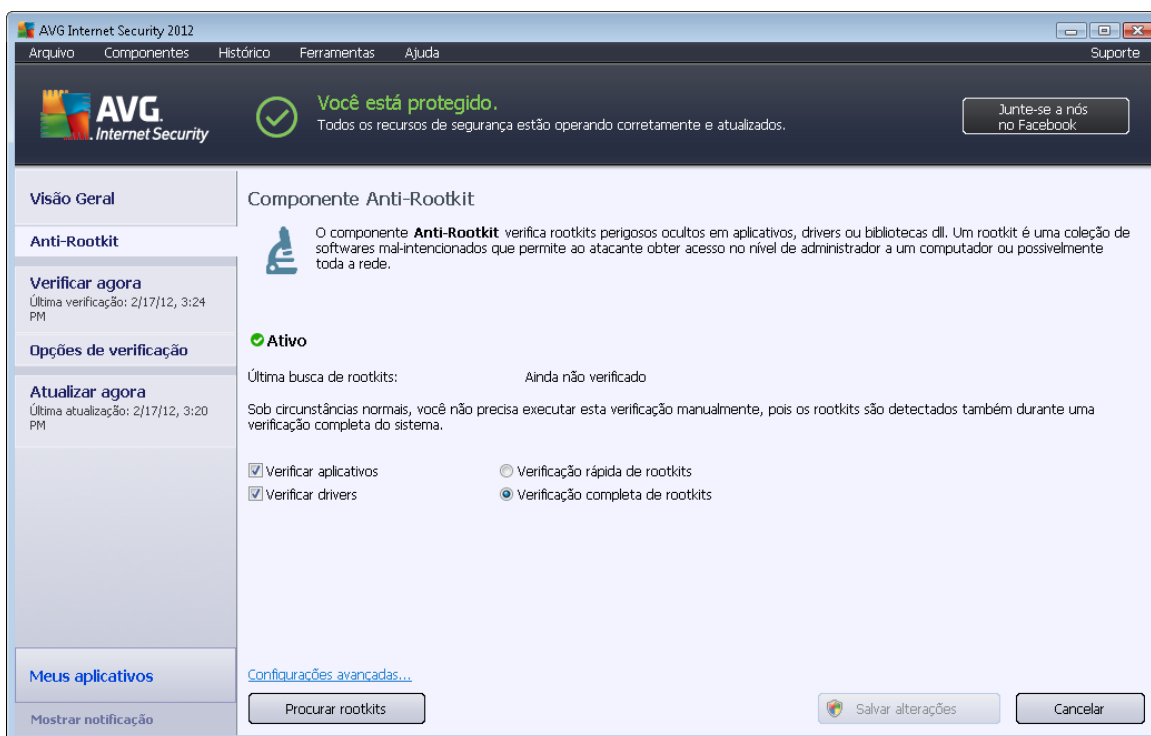 AVG Internet Security 2012
Arquivo Componentes Histórico Ferramentas Ajuda Suporte
AVG.
Internet Security
Você está protegido.
Todos os recursos de segurança estão operando corretamente e atualizados.
Junte-se a nós
no Facebook
Visão Geral
Anti-Rootkit
Verificar agora
Última verificação: 2/17/12, 3:24
PM
Opções de verificação
Atualizar agora
Última atualização: 2/17/12, 3:20
PM
Meus aplicativos
Mostrar notificação
Componente Anti-Rootkit
O componente Anti-Rootkit verifica rootkits perigosos ocultos em aplicativos, drivers ou bibliotecas dll. Um rootkit é uma coleção de
softwares mal-intencionados que permite ao atacante obter acesso no nível de administrador a um computador ou possivelmente
toda a rede.
Ativo
Última busca de rootkits: Ainda não verificado
Sob circunstâncias normais, você não precisa executar esta verificação manualmente, pois os rootkits são detectados também durante uma
verificação completa do sistema.
Verificar aplicativos Verificação rápida de rootkits
Verificar drivers Verificação completa de rootkits
Configurações avançadas...
Procurar rootkits Salvar alterações Cancelar